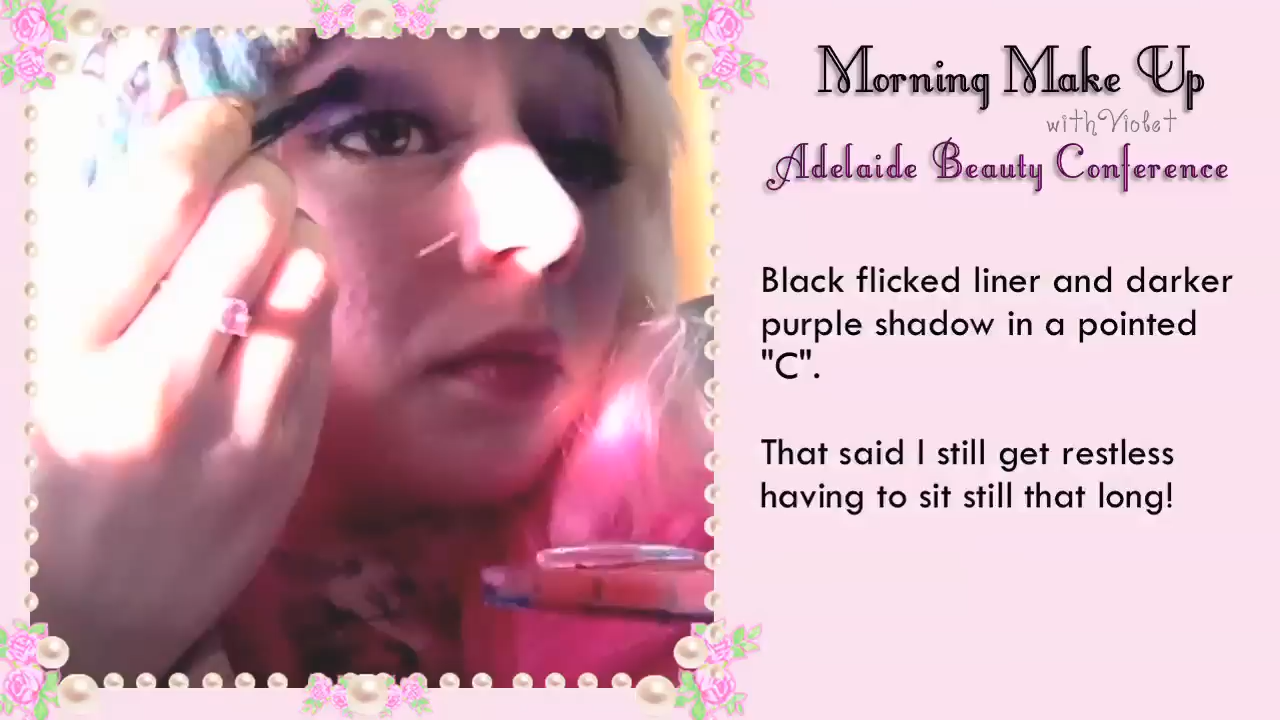 Morning Make Up
with Violet
Adelaide Beauty Conference
Black flicked liner and darker
purple shadow in a pointed
"C".
That said I still get restless
having to sit still that long!